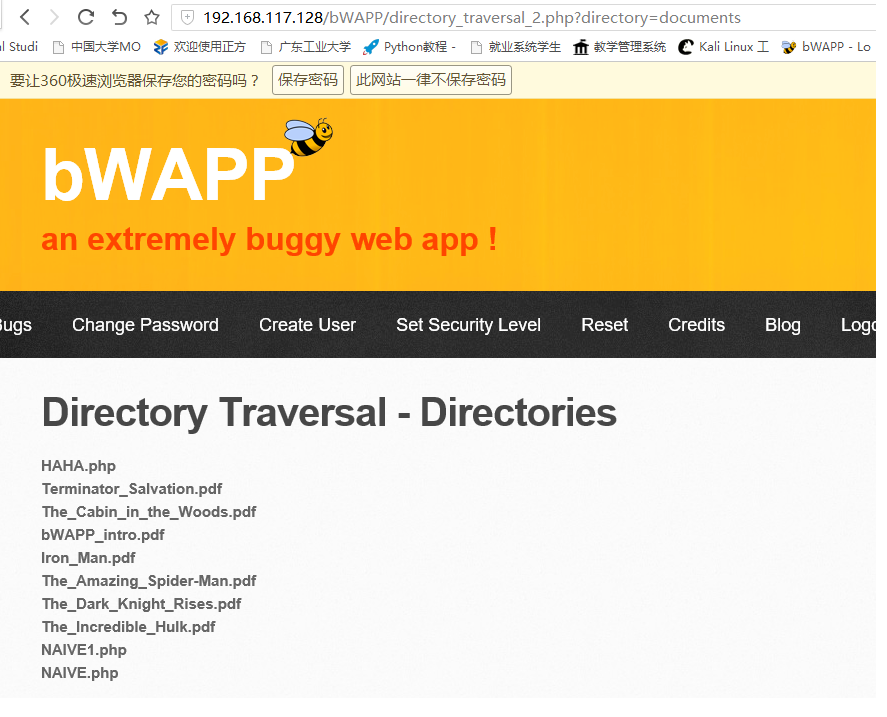 192.168.117.128/bWAPP/directory_traversal_2.php?directory=documents
al Studi 中国大学MO 欢迎使用正方 广东工业大学 Python教程 - 就业系统学生 教学管理系统 Kali Linux 工 bWAPP - Lo
要让360极速浏览器保存您的密码吗？ 保存密码 此网站一律不保存密码
bWAPP
an extremely buggy web app !
Bugs Change Password Create User Set Security Level Reset Credits Blog Logo
Directory Traversal - Directories
HAHA.php
Terminator_Salvation.pdf
The_Cabin_in_the_Woods.pdf
bWAPP_intro.pdf
Iron_Man.pdf
The_Amazing_Spider-Man.pdf
The_Dark_Knight_Rises.pdf
The_Incredible_Hulk.pdf
NAIVE1.php
NAIVE.php